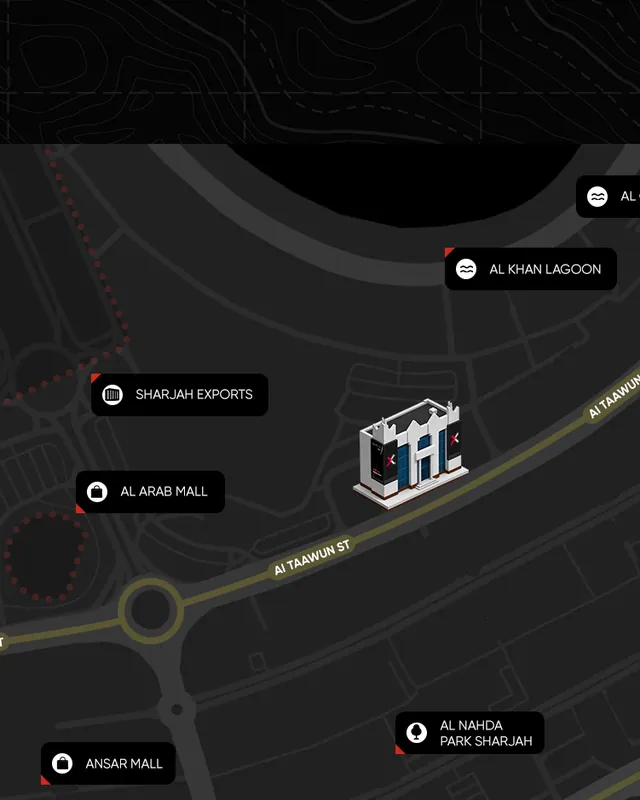 AL
AL KHAN LAGOON
AI TAAWUN
SHARJAH EXPORTS
AL ARAB MALL
AI TAAWUN ST
T
AL NAHDA
PARK SHARJAH
ANSAR MALL